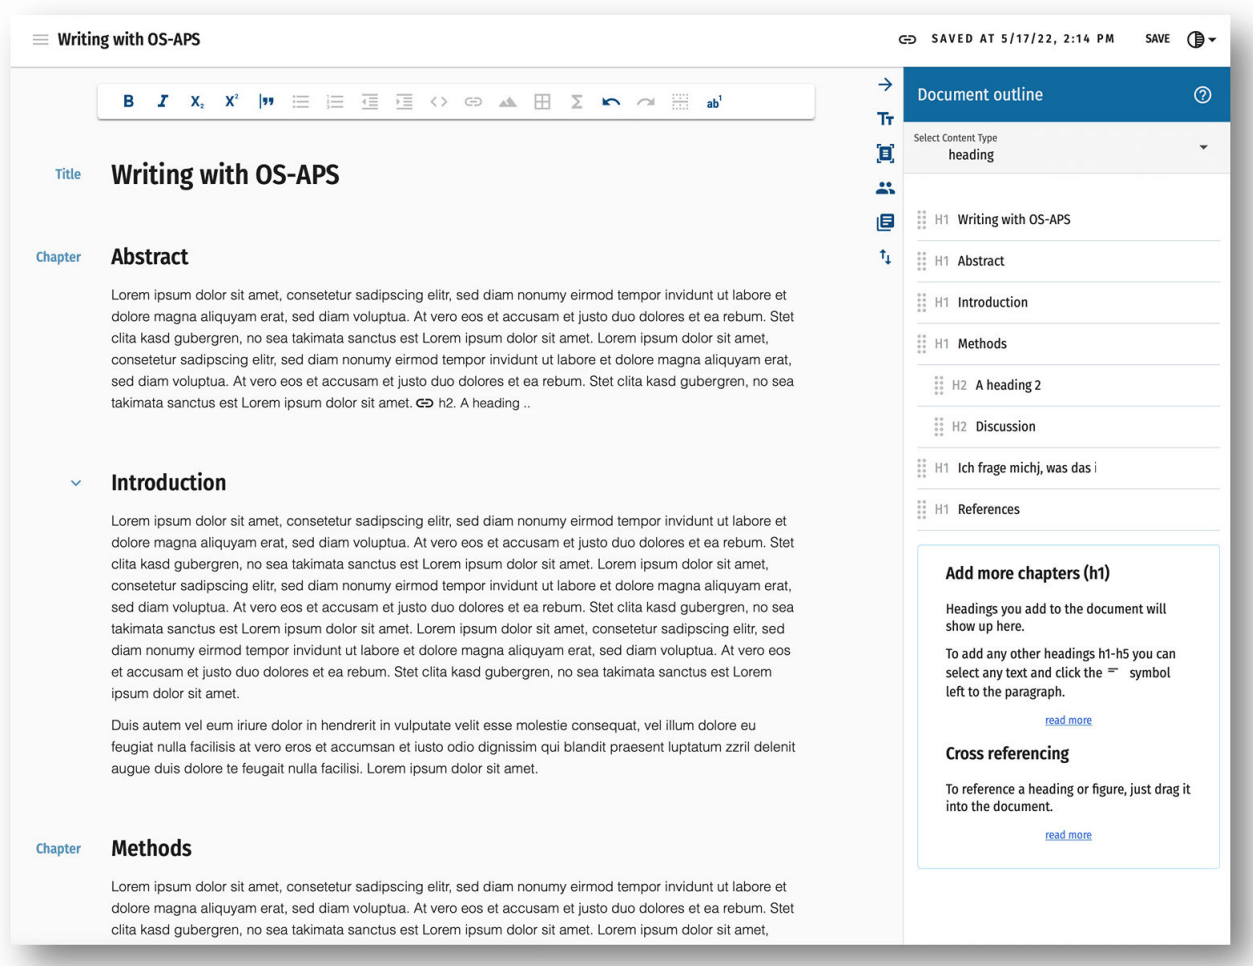 Writing with OS-APS
SAVED AT 5/17/22, 2:14 PM
SAVE
B I X₂ X² ab¹
Title
Writing with OS-APS
Chapter
Abstract
Lorem ipsum dolor sit amet, consetetur sadipscing elitr, sed diam nonumy eirmod tempor invidunt ut labore et
dolore magna aliquyam erat, sed diam voluptua. At vero eos et accusam et justo duo dolores et ea rebum. Stet
clita kasd gubergren, no sea takimata sanctus est Lorem ipsum dolor sit amet. Lorem ipsum dolor sit amet,
consetetur sadipscing elitr, sed diam nonumy eirmod tempor invidunt ut labore et dolore magna aliquyam erat,
sed diam voluptua. At vero eos et accusam et justo duo dolores et ea rebum. Stet clita kasd gubergren, no sea
takimata sanctus est Lorem ipsum dolor sit amet. h2. A heading ..
Introduction
Lorem ipsum dolor sit amet, consetetur sadipscing elitr, sed diam nonumy eirmod tempor invidunt ut labore et
dolore magna aliquyam erat, sed diam voluptua. At vero eos et accusam et justo duo dolores et ea rebum. Stet
clita kasd gubergren, no sea takimata sanctus est Lorem ipsum dolor sit amet. Lorem ipsum dolor sit amet,
consetetur sadipscing elitr, sed diam nonumy eirmod tempor invidunt ut labore et dolore magna aliquyam erat,
sed diam voluptua. At vero eos et accusam et justo duo dolores et ea rebum. Stet clita kasd gubergren, no sea
takimata sanctus est Lorem ipsum dolor sit amet. Lorem ipsum dolor sit amet, consetetur sadipscing elitr, sed
diam nonumy eirmod tempor invidunt ut labore et dolore magna aliquyam erat, sed diam voluptua. At vero eos
et accusam et justo duo dolores et ea rebum. Stet clita kasd gubergren, no sea takimata sanctus est Lorem
ipsum dolor sit amet.
Duis autem vel eum iriure dolor in hendrerit in vulputate velit esse molestie consequat, vel illum dolore eu
feugiat nulla facilisis at vero eros et accumsan et iusto odio dignissim qui blandit praesent luptatum zzril delenit
augue duis dolore te feugait nulla facilisi. Lorem ipsum dolor sit amet.
Chapter
Methods
Lorem ipsum dolor sit amet, consetetur sadipscing elitr, sed diam nonumy eirmod tempor invidunt ut labore et
dolore magna aliquyam erat, sed diam voluptua. At vero eos et accusam et justo duo dolores et ea rebum. Stet
clita kasd gubergren, no sea takimata sanctus est Lorem ipsum dolor sit amet. Lorem ipsum dolor sit amet,
Document outline
Select Content Type
heading
H1 Writing with OS-APS
H1 Abstract
H1 Introduction
H1 Methods
H2 A heading 2
H2 Discussion
H1 Ich frage michj, was das i
H1 References
Add more chapters (h1)
Headings you add to the document will
show up here.
To add any other headings h1-h5 you can
select any text and click the symbol
left to the paragraph.
read more
Cross referencing
To reference a heading or figure, just drag it
into the document.
read more